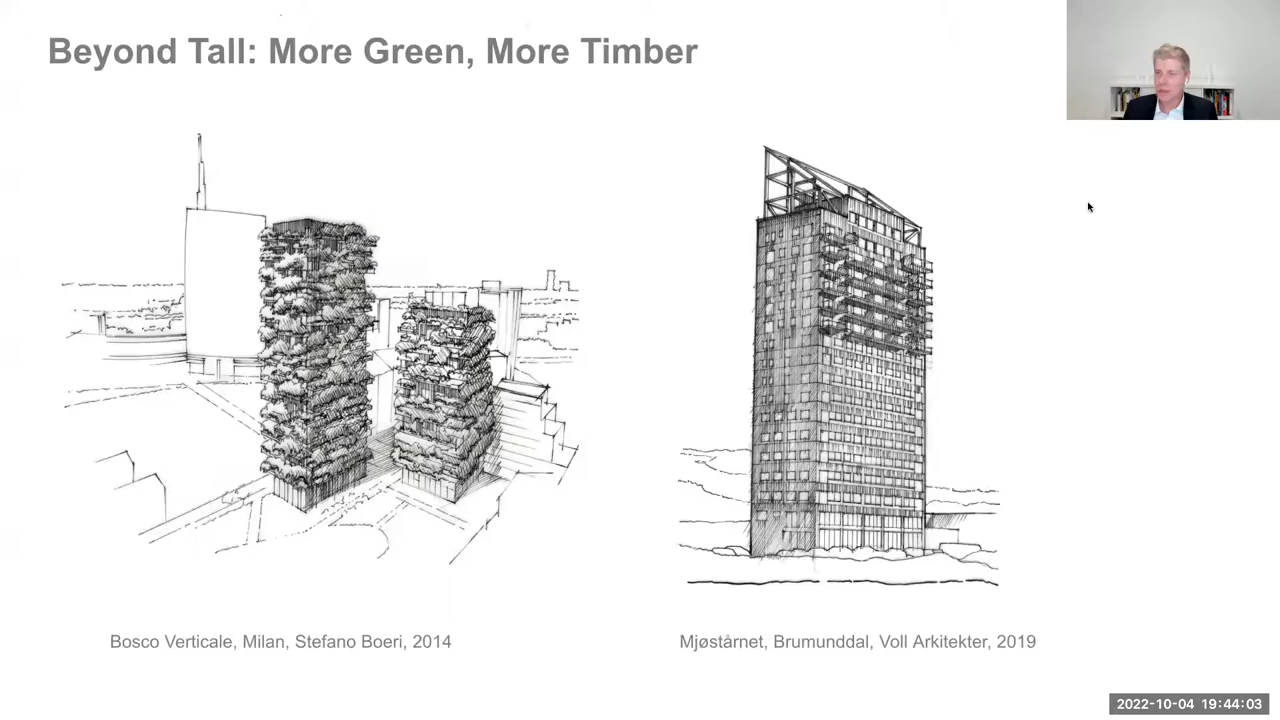 Beyond Tall: More Green, More Timber
Bosco Verticale, Milan, Stefano Boeri, 2014
Mjøstårnet, Brumunddal, Voll Arkitekter, 2019
2022-10-04 19:44:03